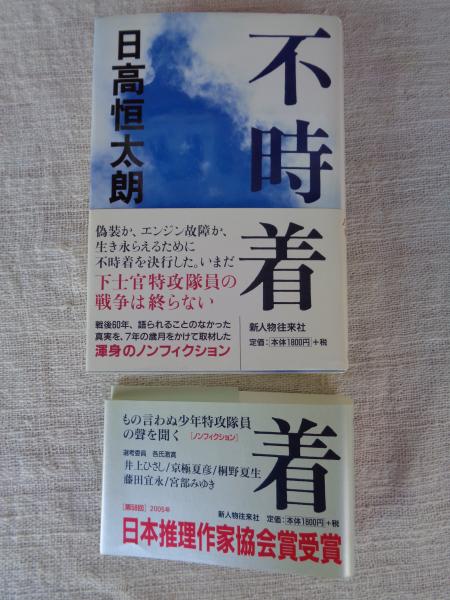 不時着
日高恒太朗
偽装か、エンジン故障か、
生き永らえるために
不時着を決行した。いまだ
下士官特攻隊員の
戦争は終らない
戦後60年、語られることのなかった
真実を、7年の歳月をかけて取材した
渾身のノンフィクション
新人物往来社
定価:本体1800円+税
着
もの言わぬ少年特攻隊員
の聲を聞く [ノンフィクション]
選考委員 各氏激賞
井上ひさし/京極夏彦/桐野夏生
藤田宜永/宮部みゆき
新人物往来社 定価:本体1800円+税
[第58回] 2005年
日本推理作家協会賞受賞